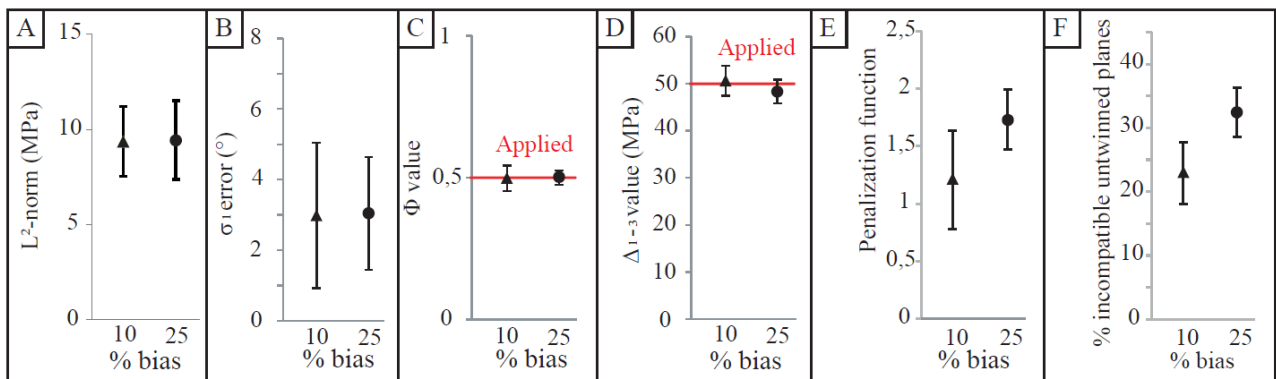 A
L²-norm (MPa)
15
10
5
0
10 25
% bias
B
σ₁ error (°)
8
6
4
2
0
10 25
% bias
C
Φ value
1
Applied
0,5
0
10 25
% bias
D
Δ₁₋₃ value (MPa)
Applied
60
50
40
30
20
10
0
10 25
% bias
E
Penalization function
2
1,5
1
0,5
0
10 25
% bias
F
% incompatible untwinned planes
40
30
20
10
0
10 25
% bias